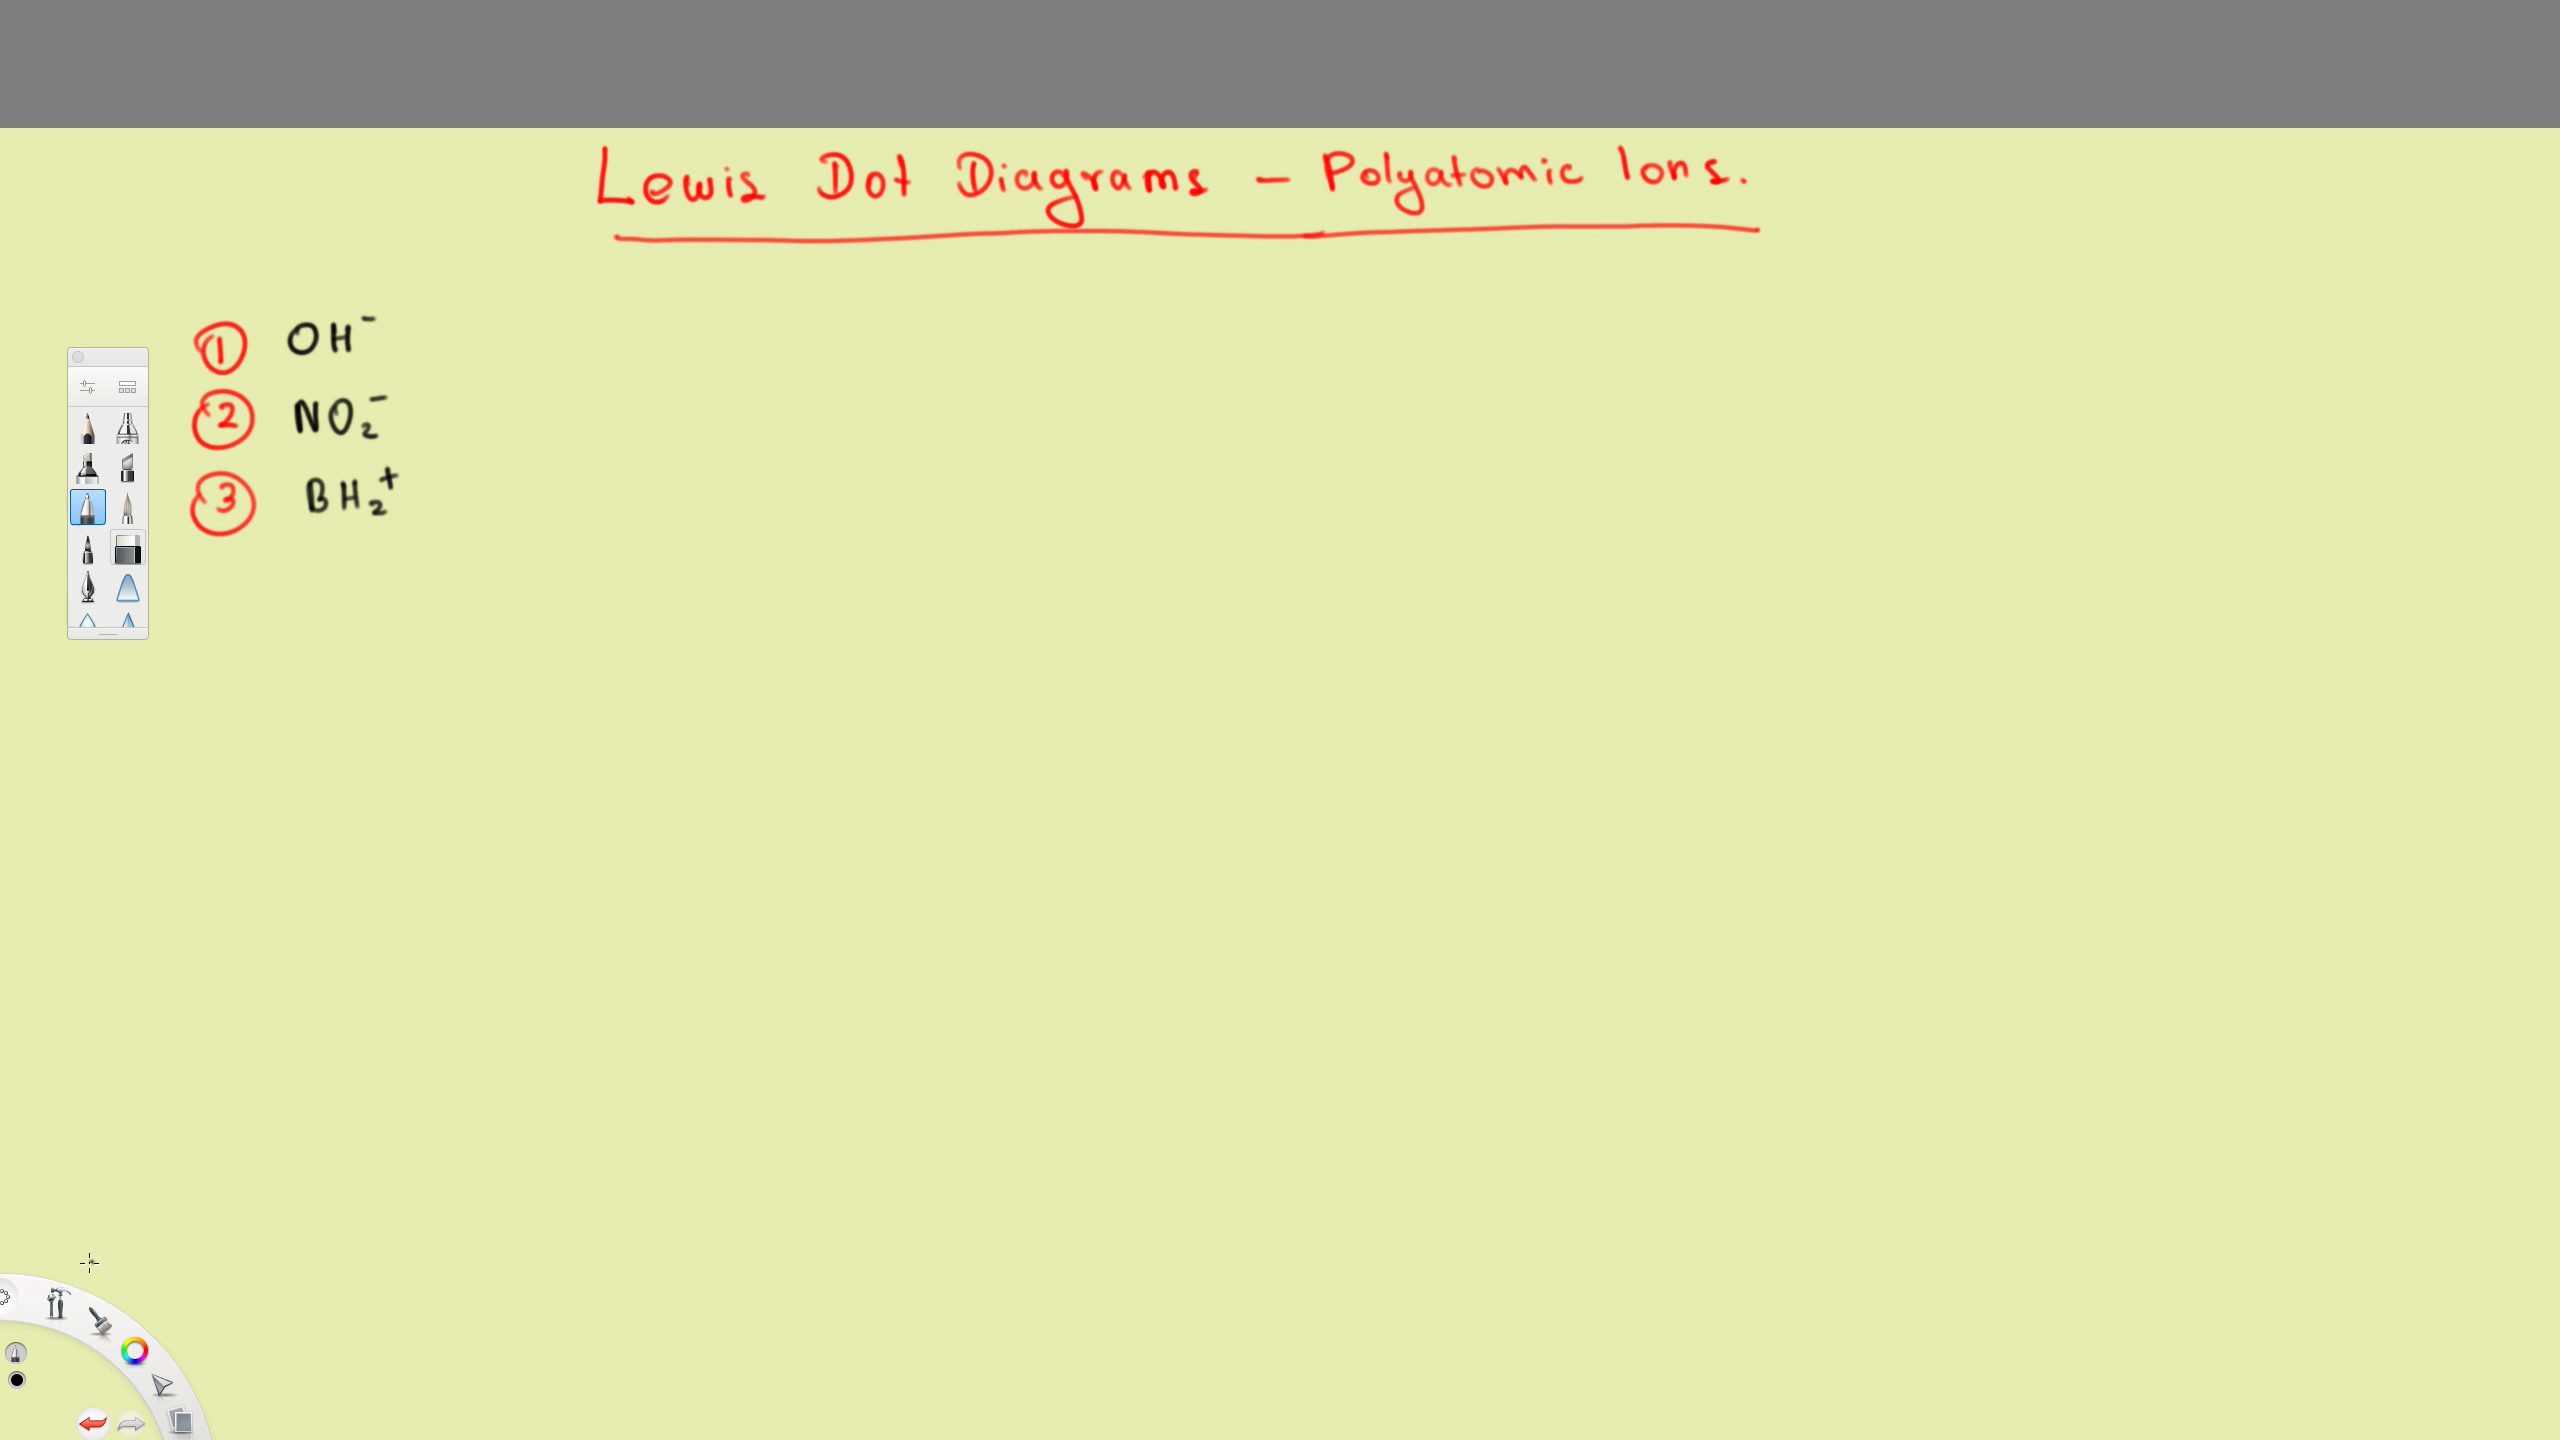 Lewis Dot Diagrams – Polyatomic Ions.
① OH⁻
② NO₂⁻
③ BH₂⁺